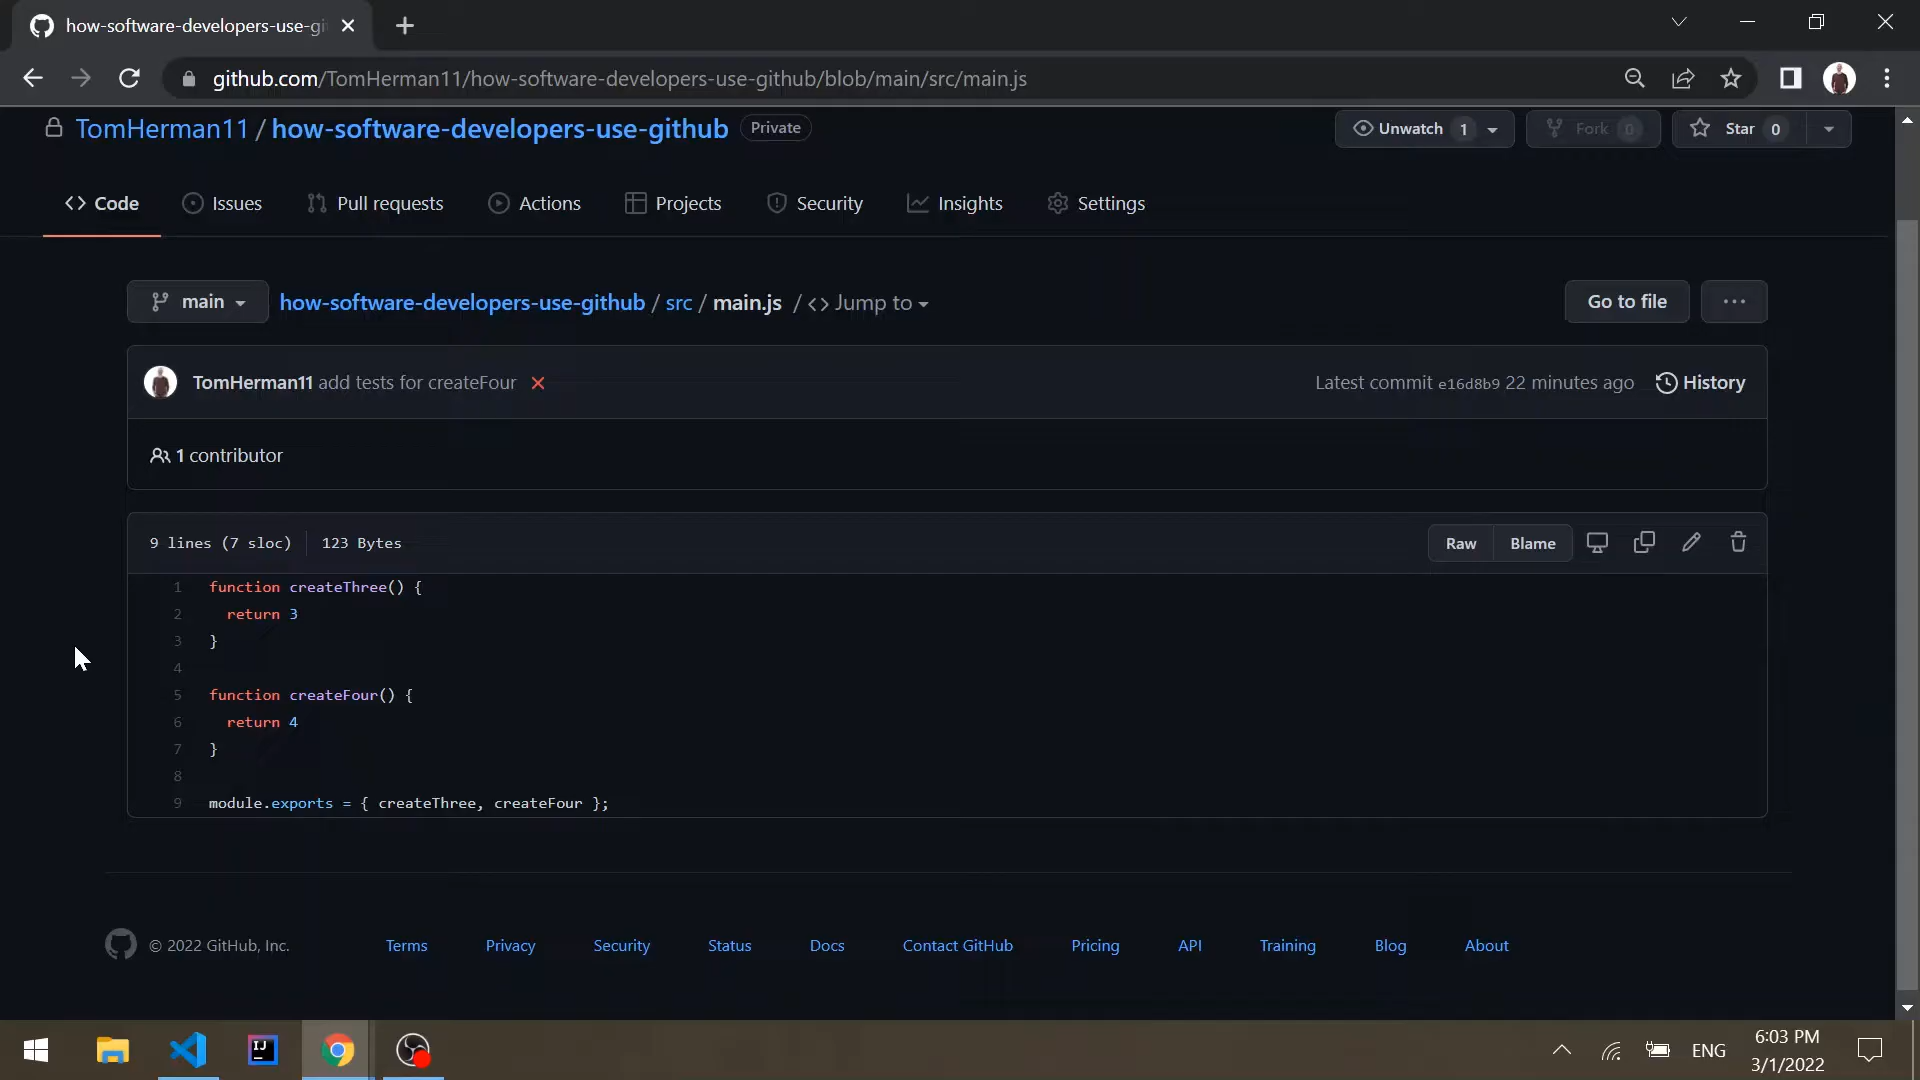 how-software-developers-use-gi
github.com/TomHerman11/how-software-developers-use-github/blob/main/src/main.js
TomHerman11 / how-software-developers-use-github Private
Unwatch 1
Fork 0
Star 0
Code
Issues
Pull requests
Actions
Projects
Security
Insights
Settings
main
how-software-developers-use-github / src / main.js / <> Jump to
Go to file
...
TomHerman11 add tests for createFour
Latest commit e16d8b9 22 minutes ago
History
1 contributor
9 lines (7 sloc)
123 Bytes
Raw
Blame
1 function createThree() {
2 return 3
3 }
4
5 function createFour() {
6 return 4
7 }
8
9 module.exports = { createThree, createFour };
© 2022 GitHub, Inc.
Terms
Privacy
Security
Status
Docs
Contact GitHub
Pricing
API
Training
Blog
About
IJ
ENG
6:03 PM
3/1/2022